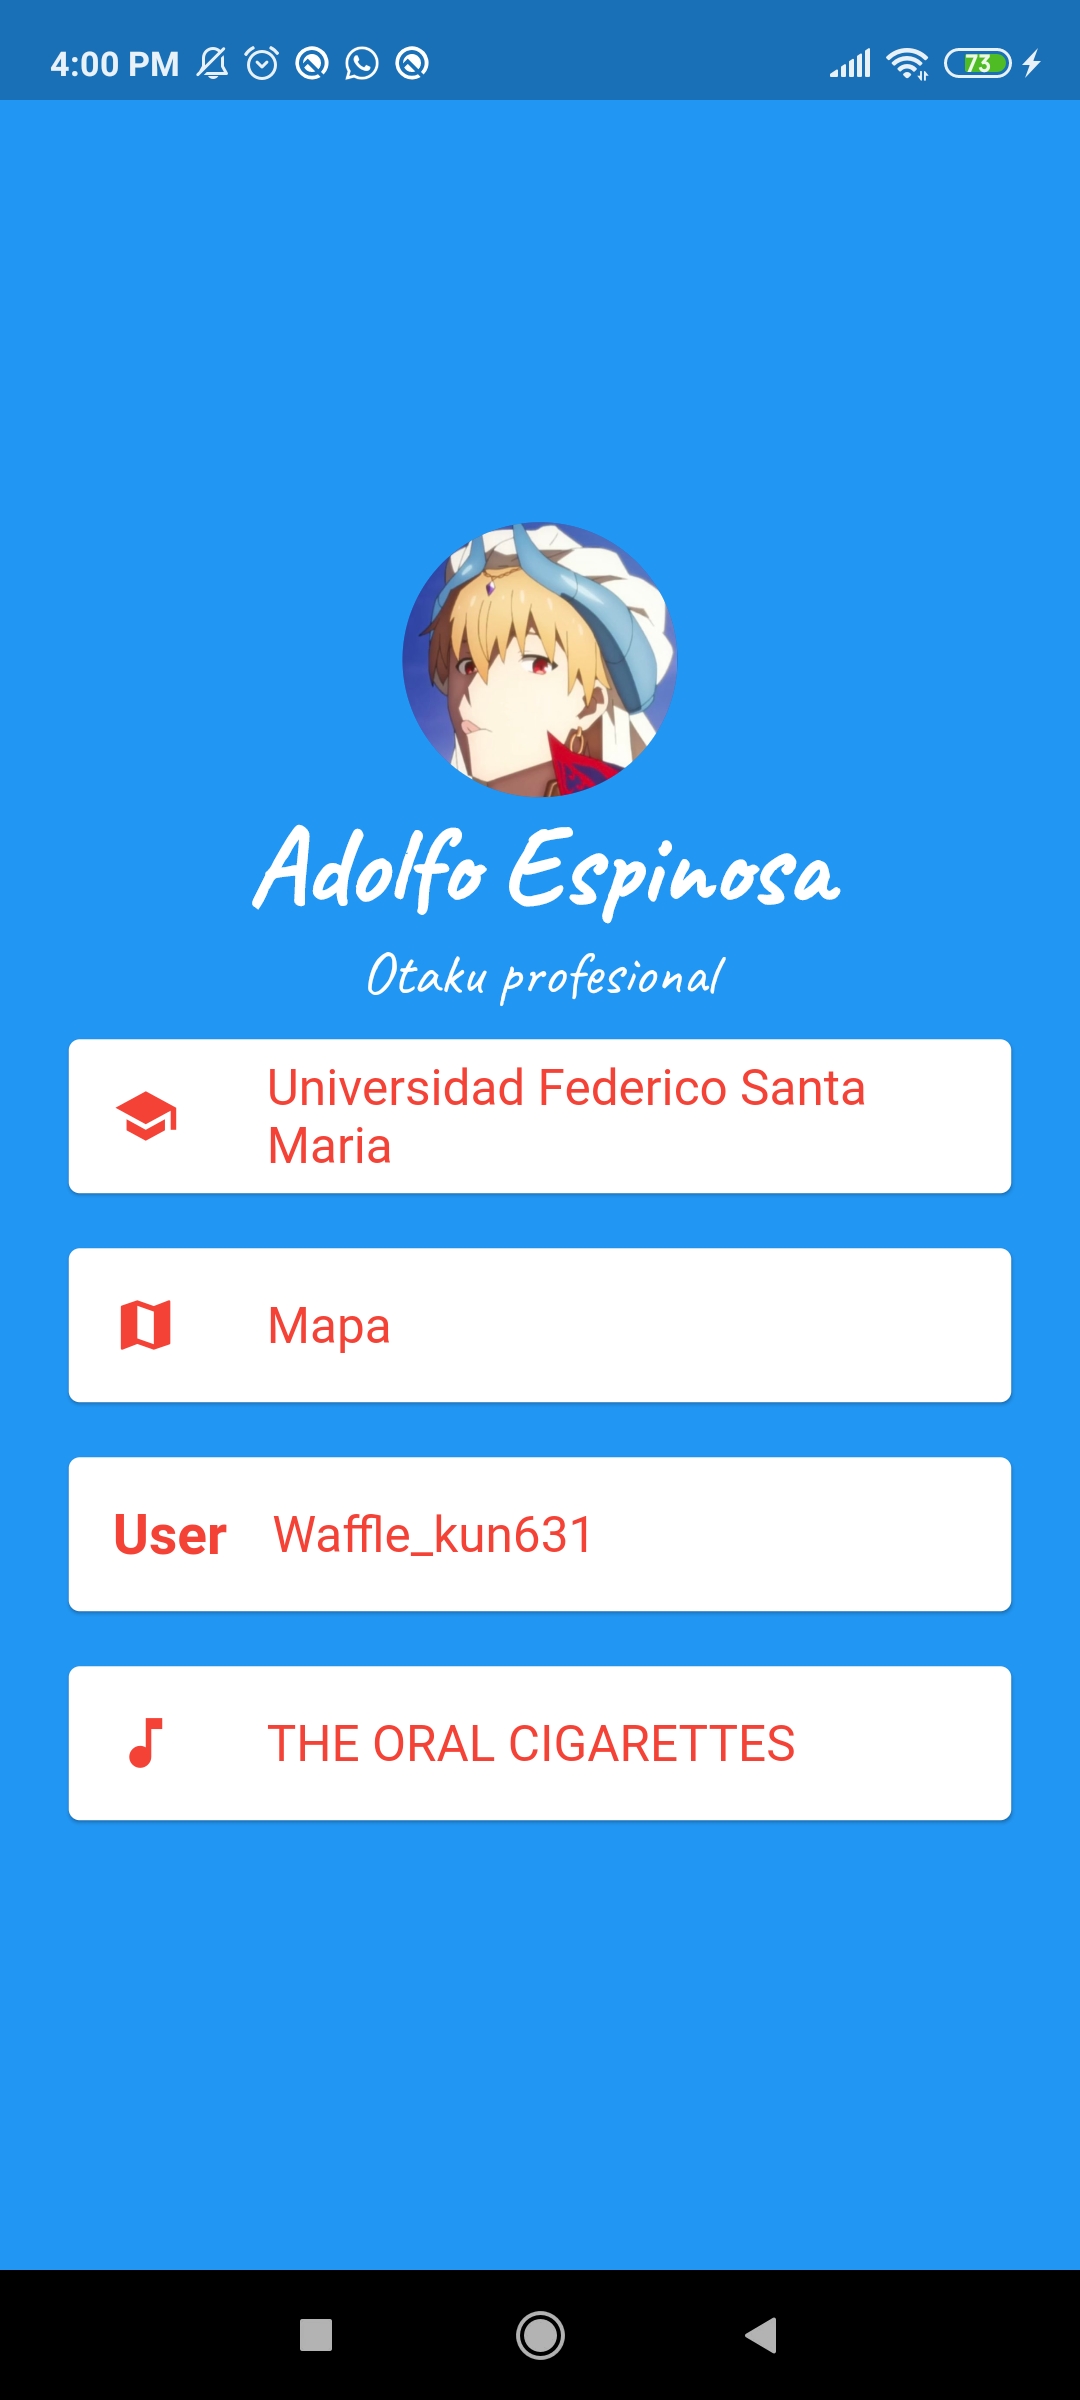 4:00 PM
73
Adolfo Espinosa
Otaku profesional
Universidad Federico Santa
Maria
Mapa
User Waffle_kun631
THE ORAL CIGARETTES